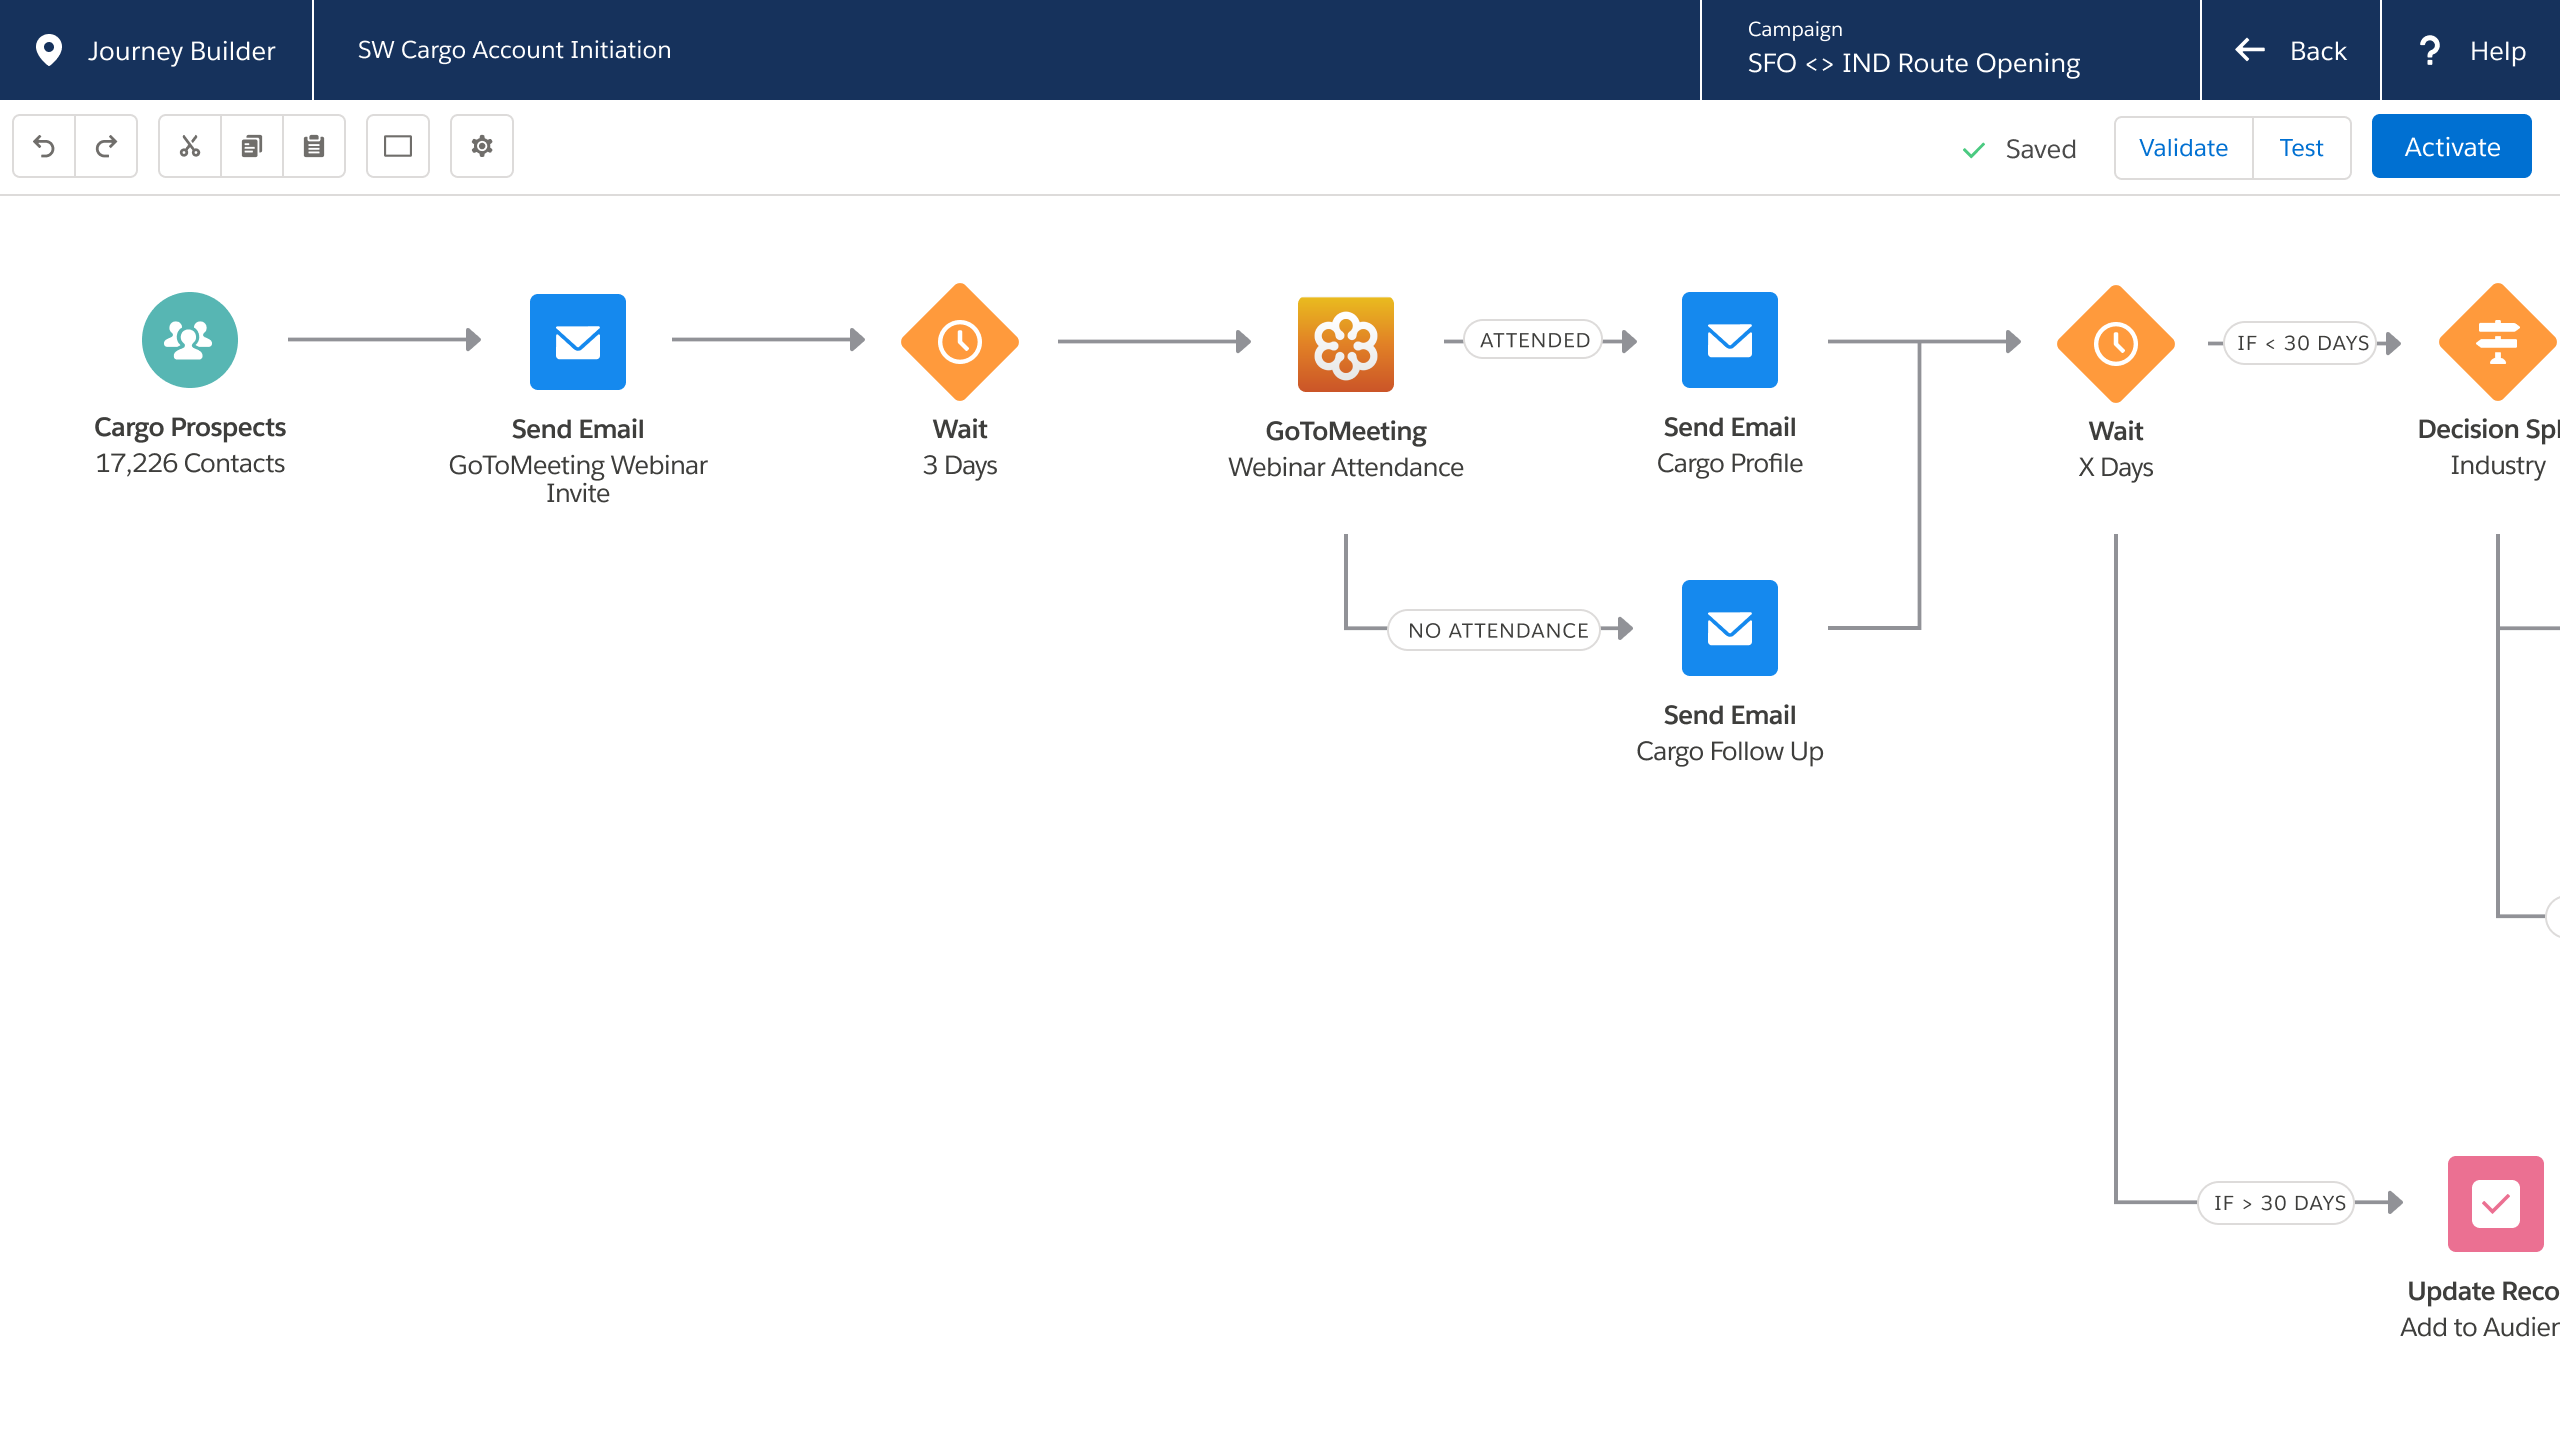 Journey Builder
SW Cargo Account Initiation
Campaign
SFO <> IND Route Opening
Back
Help
Saved
Validate
Test
Activate
Cargo Prospects
17,226 Contacts
Send Email
GoToMeeting Webinar
Invite
Wait
3 Days
GoToMeeting
Webinar Attendance
ATTENDED
Send Email
Cargo Profile
Wait
X Days
IF < 30 DAYS
Decision Spl
Industry
NO ATTENDANCE
Send Email
Cargo Follow Up
IF > 30 DAYS
Update Reco
Add to Audien